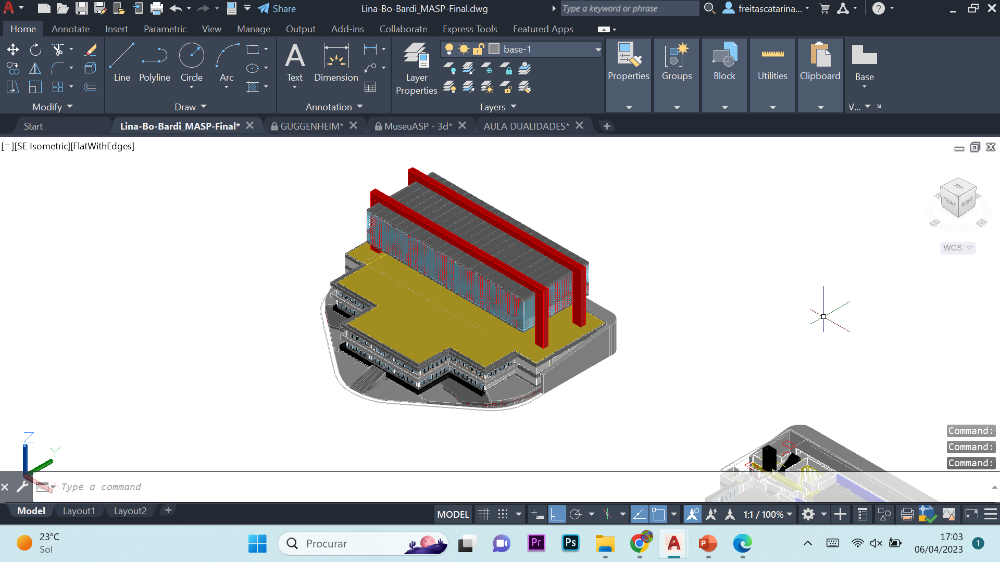 Share
Lina-Bo-Bardi_MASP-Final.dwg
Type a keyword or phrase
freitascatarina...
Home Annotate Insert Parametric View Manage Output Add-ins Collaborate Express Tools Featured Apps
Line Polyline Circle Arc
Text Dimension
Layer Properties
base-1
Properties Groups Block Utilities Clipboard Base
Modify Draw Annotation Layers V...
Start Lina-Bo-Bardi_MASP-Final* GUGGENHEIM* MuseuASP - 3d* AULA DUALIDADES*
[−][SE Isometric][FlatWithEdges]
TOP
FRONT RIGHT
S E
WCS
Z
Y
X
Command:
Command:
Command:
Type a command
Model Layout1 Layout2
MODEL 1:1 / 100%
23°C
Sol
Procurar
Pr
Ps
17:03
06/04/2023
1